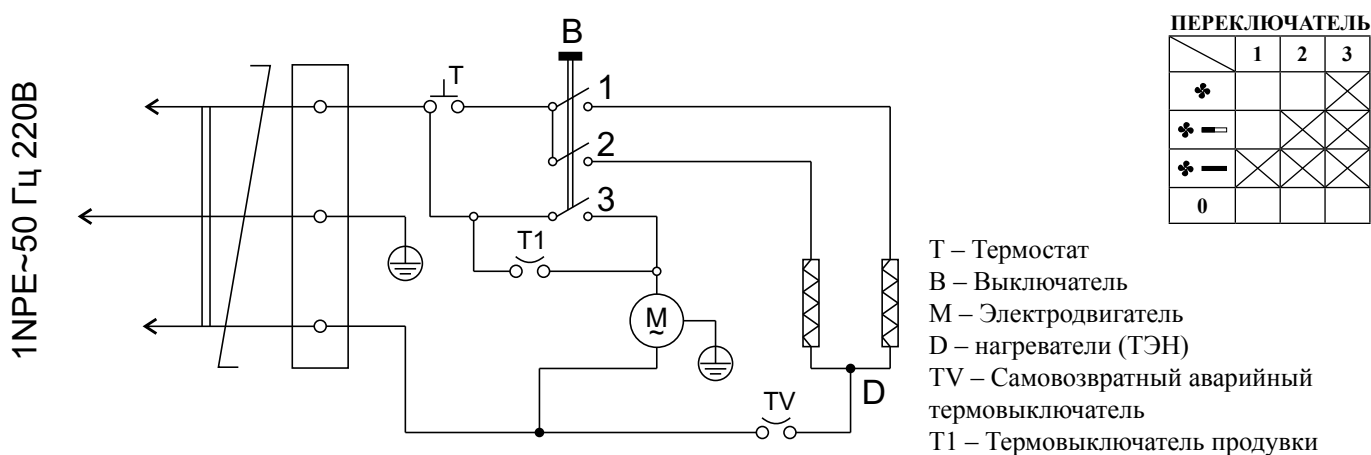 ПЕРЕКЛЮЧАТЕЛЬ
1 2 3
0
1NPE~50 Гц 220В
B
T
1
2
3
T1
M
~
TV
D
T – Термостат
B – Выключатель
M – Электродвигатель
D – нагреватели (ТЭН)
TV – Самовозвратный аварийный
термовыключатель
T1 – Термовыключатель продувки